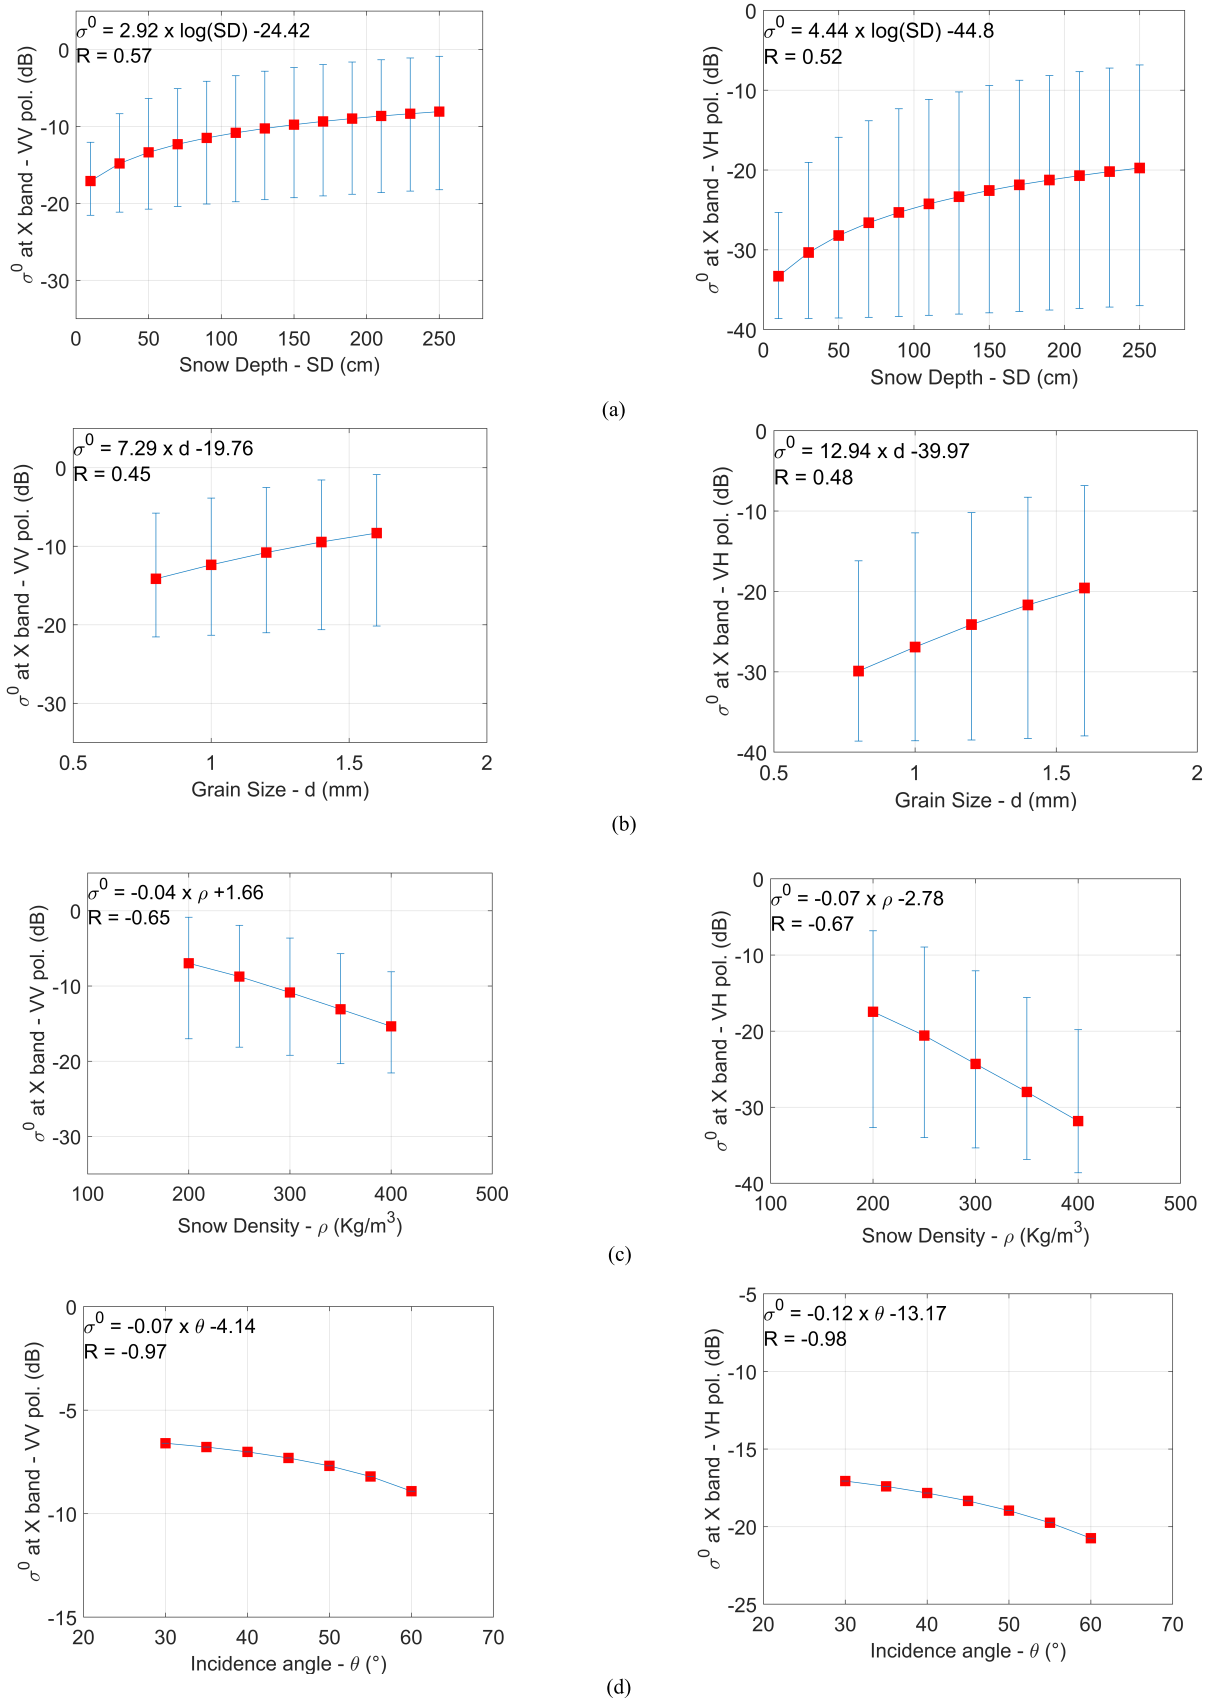 σ⁰ = 2.92 x log(SD) -24.42
R = 0.57
0
-10
-20
-30
σ⁰ at X band - VV pol. (dB)
0 50 100 150 200 250
Snow Depth - SD (cm)
σ⁰ = 4.44 x log(SD) -44.8
R = 0.52
0
-10
-20
-30
-40
σ⁰ at X band - VH pol. (dB)
0 50 100 150 200 250
Snow Depth - SD (cm)
(a)
σ⁰ = 7.29 x d -19.76
R = 0.45
0
-10
-20
-30
σ⁰ at X band - VV pol. (dB)
0.5 1 1.5 2
Grain Size - d (mm)
σ⁰ = 12.94 x d -39.97
R = 0.48
0
-10
-20
-30
-40
σ⁰ at X band - VH pol. (dB)
0.5 1 1.5 2
Grain Size - d (mm)
(b)
σ⁰ = -0.04 x ρ +1.66
R = -0.65
0
-10
-20
-30
σ⁰ at X band - VV pol. (dB)
100 200 300 400 500
Snow Density - ρ (Kg/m³)
σ⁰ = -0.07 x ρ -2.78
R = -0.67
0
-10
-20
-30
-40
σ⁰ at X band - VH pol. (dB)
100 200 300 400 500
Snow Density - ρ (Kg/m³)
(c)
σ⁰ = -0.07 x θ -4.14
R = -0.97
0
-5
-10
-15
σ⁰ at X band - VV pol. (dB)
20 30 40 50 60 70
Incidence angle - θ (°)
σ⁰ = -0.12 x θ -13.17
R = -0.98
-5
-10
-15
-20
-25
σ⁰ at X band - VH pol. (dB)
20 30 40 50 60 70
Incidence angle - θ (°)
(d)